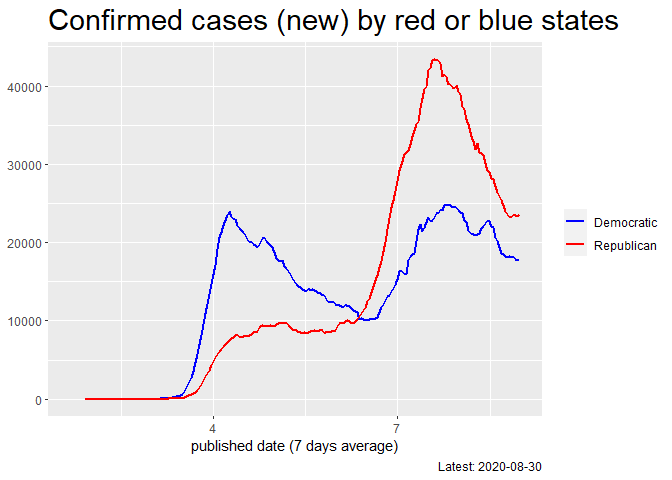 Confirmed cases (new) by red or blue states
40000
30000
20000
10000
0
Democratic
Republican
4
7
published date (7 days average)
Latest: 2020-08-30